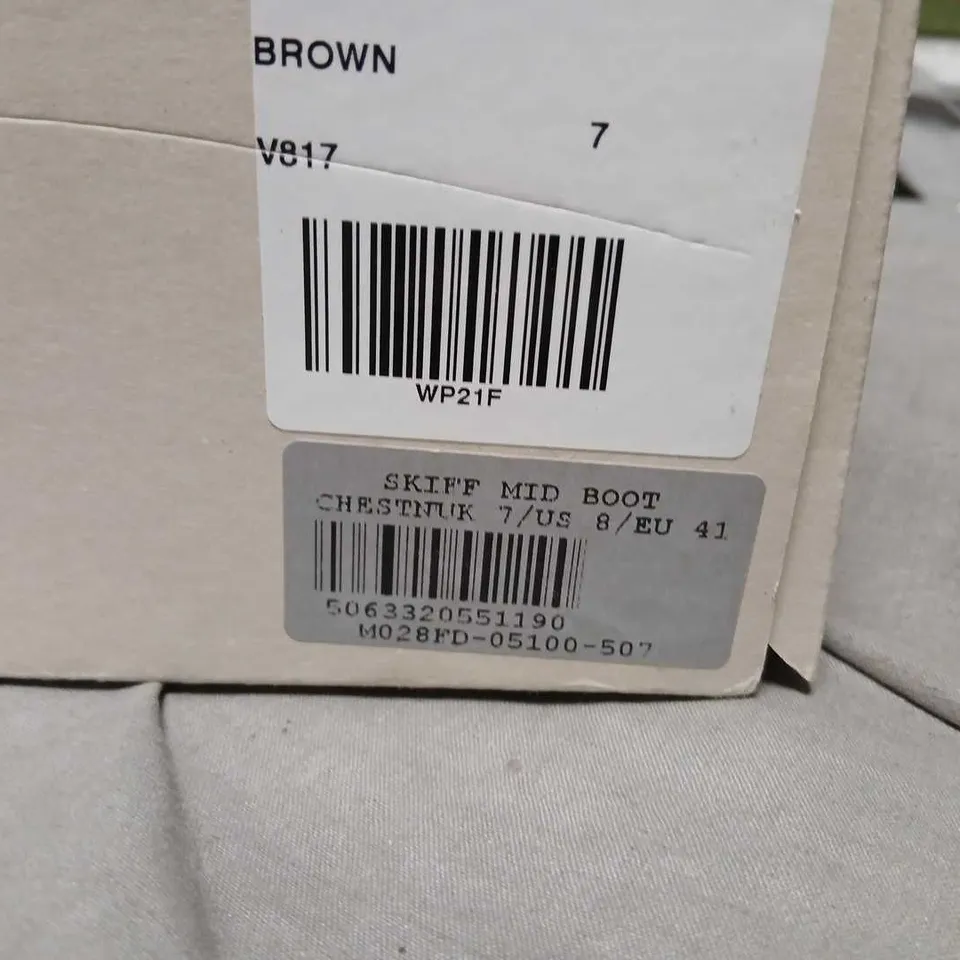 BROWN
V817
7
WP21F
SKIFF MID BOOT
CHESTNUK 7/US 8/EU 41
5063320551190
M028FD-05100-507